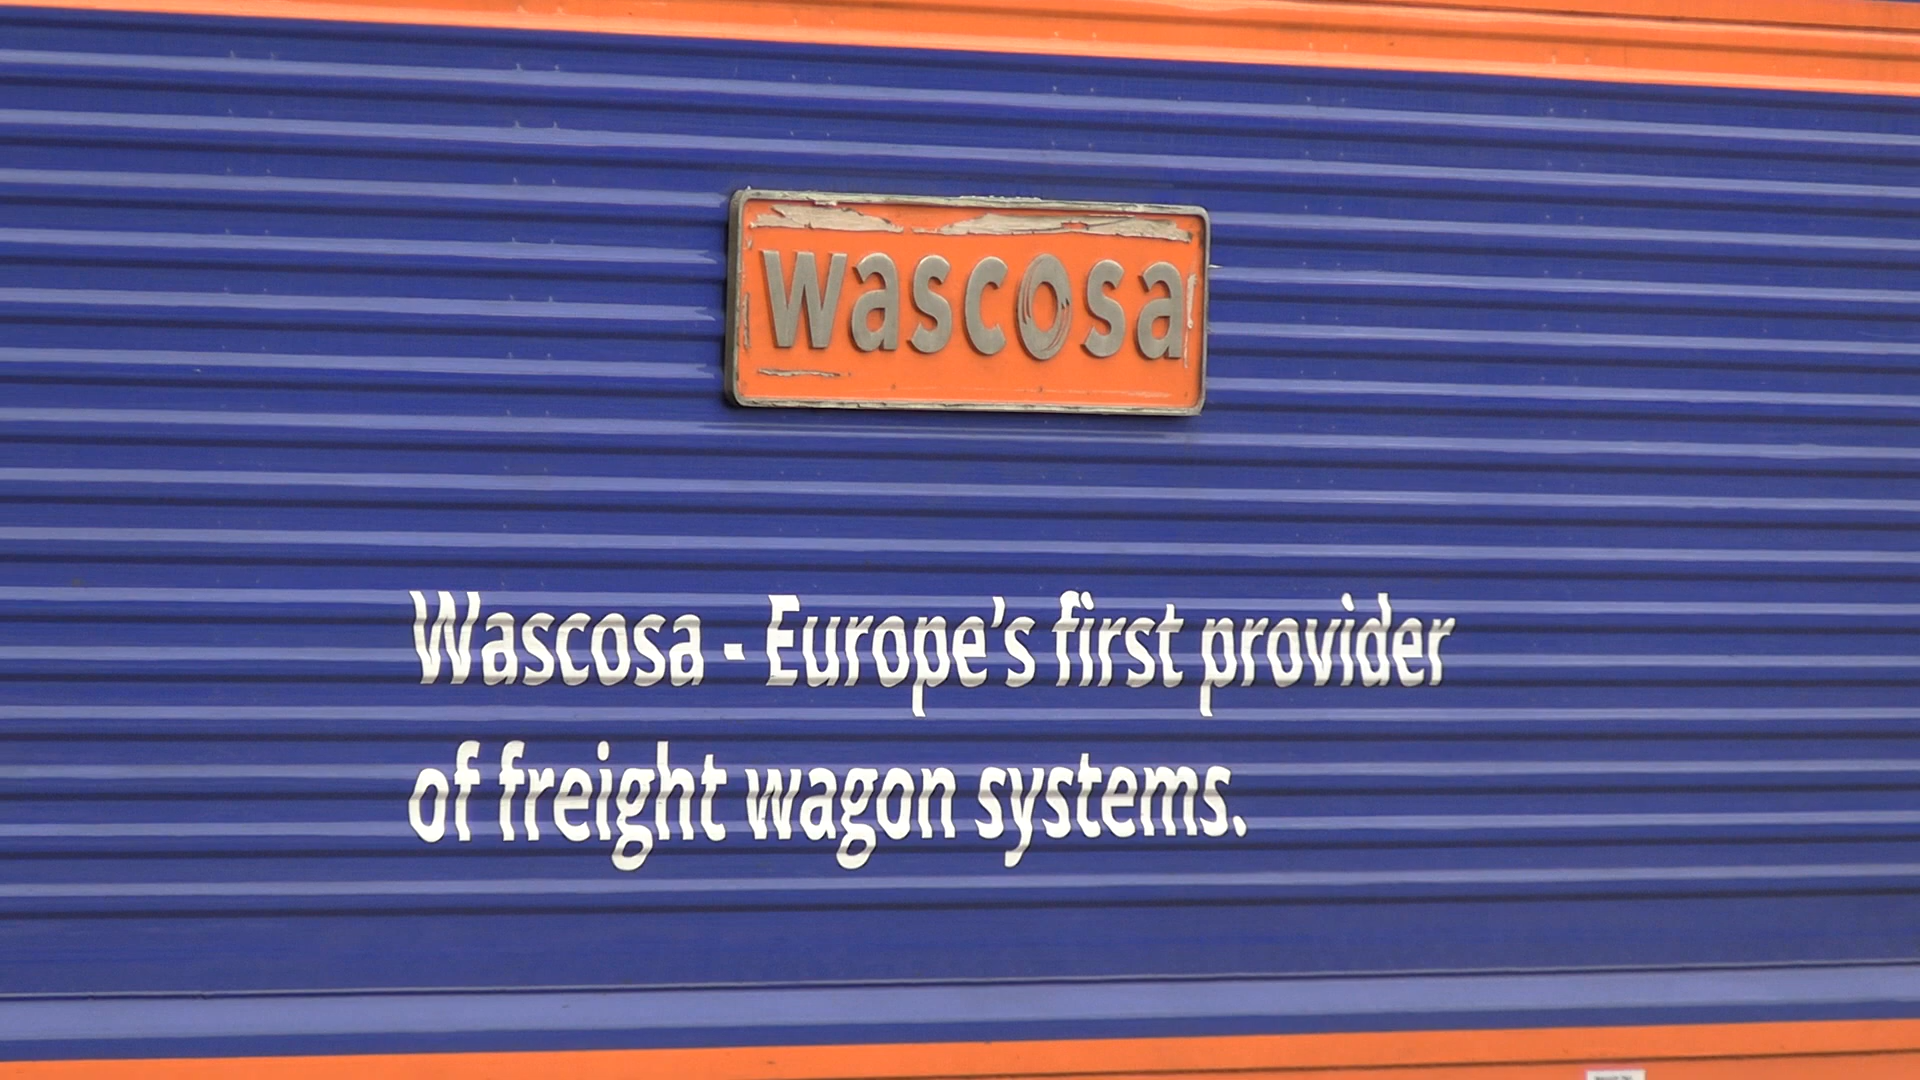 wascosa
Wascosa - Europe's first provider
of freight wagon systems.